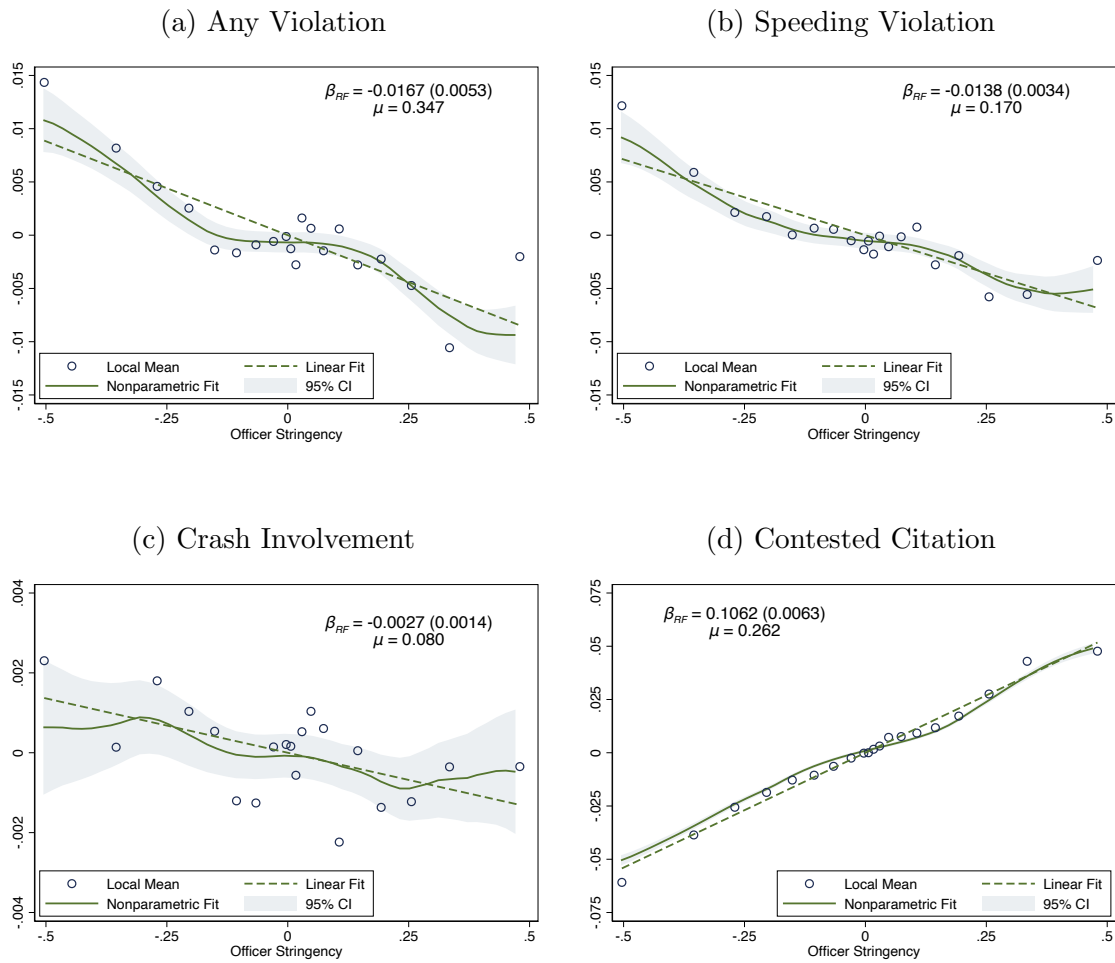 (a) Any Violation
β_RF = -0.0167 (0.0053)
μ = 0.347
.015
.01
.005
0
-.005
-.01
-.015
Local Mean
Linear Fit
Nonparametric Fit
95% CI
-.5
-.25
0
.25
.5
Officer Stringency
(b) Speeding Violation
β_RF = -0.0138 (0.0034)
μ = 0.170
.015
.01
.005
0
-.005
-.01
-.015
Local Mean
Linear Fit
Nonparametric Fit
95% CI
-.5
-.25
0
.25
.5
Officer Stringency
(c) Crash Involvement
β_RF = -0.0027 (0.0014)
μ = 0.080
.004
.002
0
-.002
-.004
Local Mean
Linear Fit
Nonparametric Fit
95% CI
-.5
-.25
0
.25
.5
Officer Stringency
(d) Contested Citation
β_RF = 0.1062 (0.0063)
μ = 0.262
.075
.05
.025
0
-.025
-.05
-.075
Local Mean
Linear Fit
Nonparametric Fit
95% CI
-.5
-.25
0
.25
.5
Officer Stringency